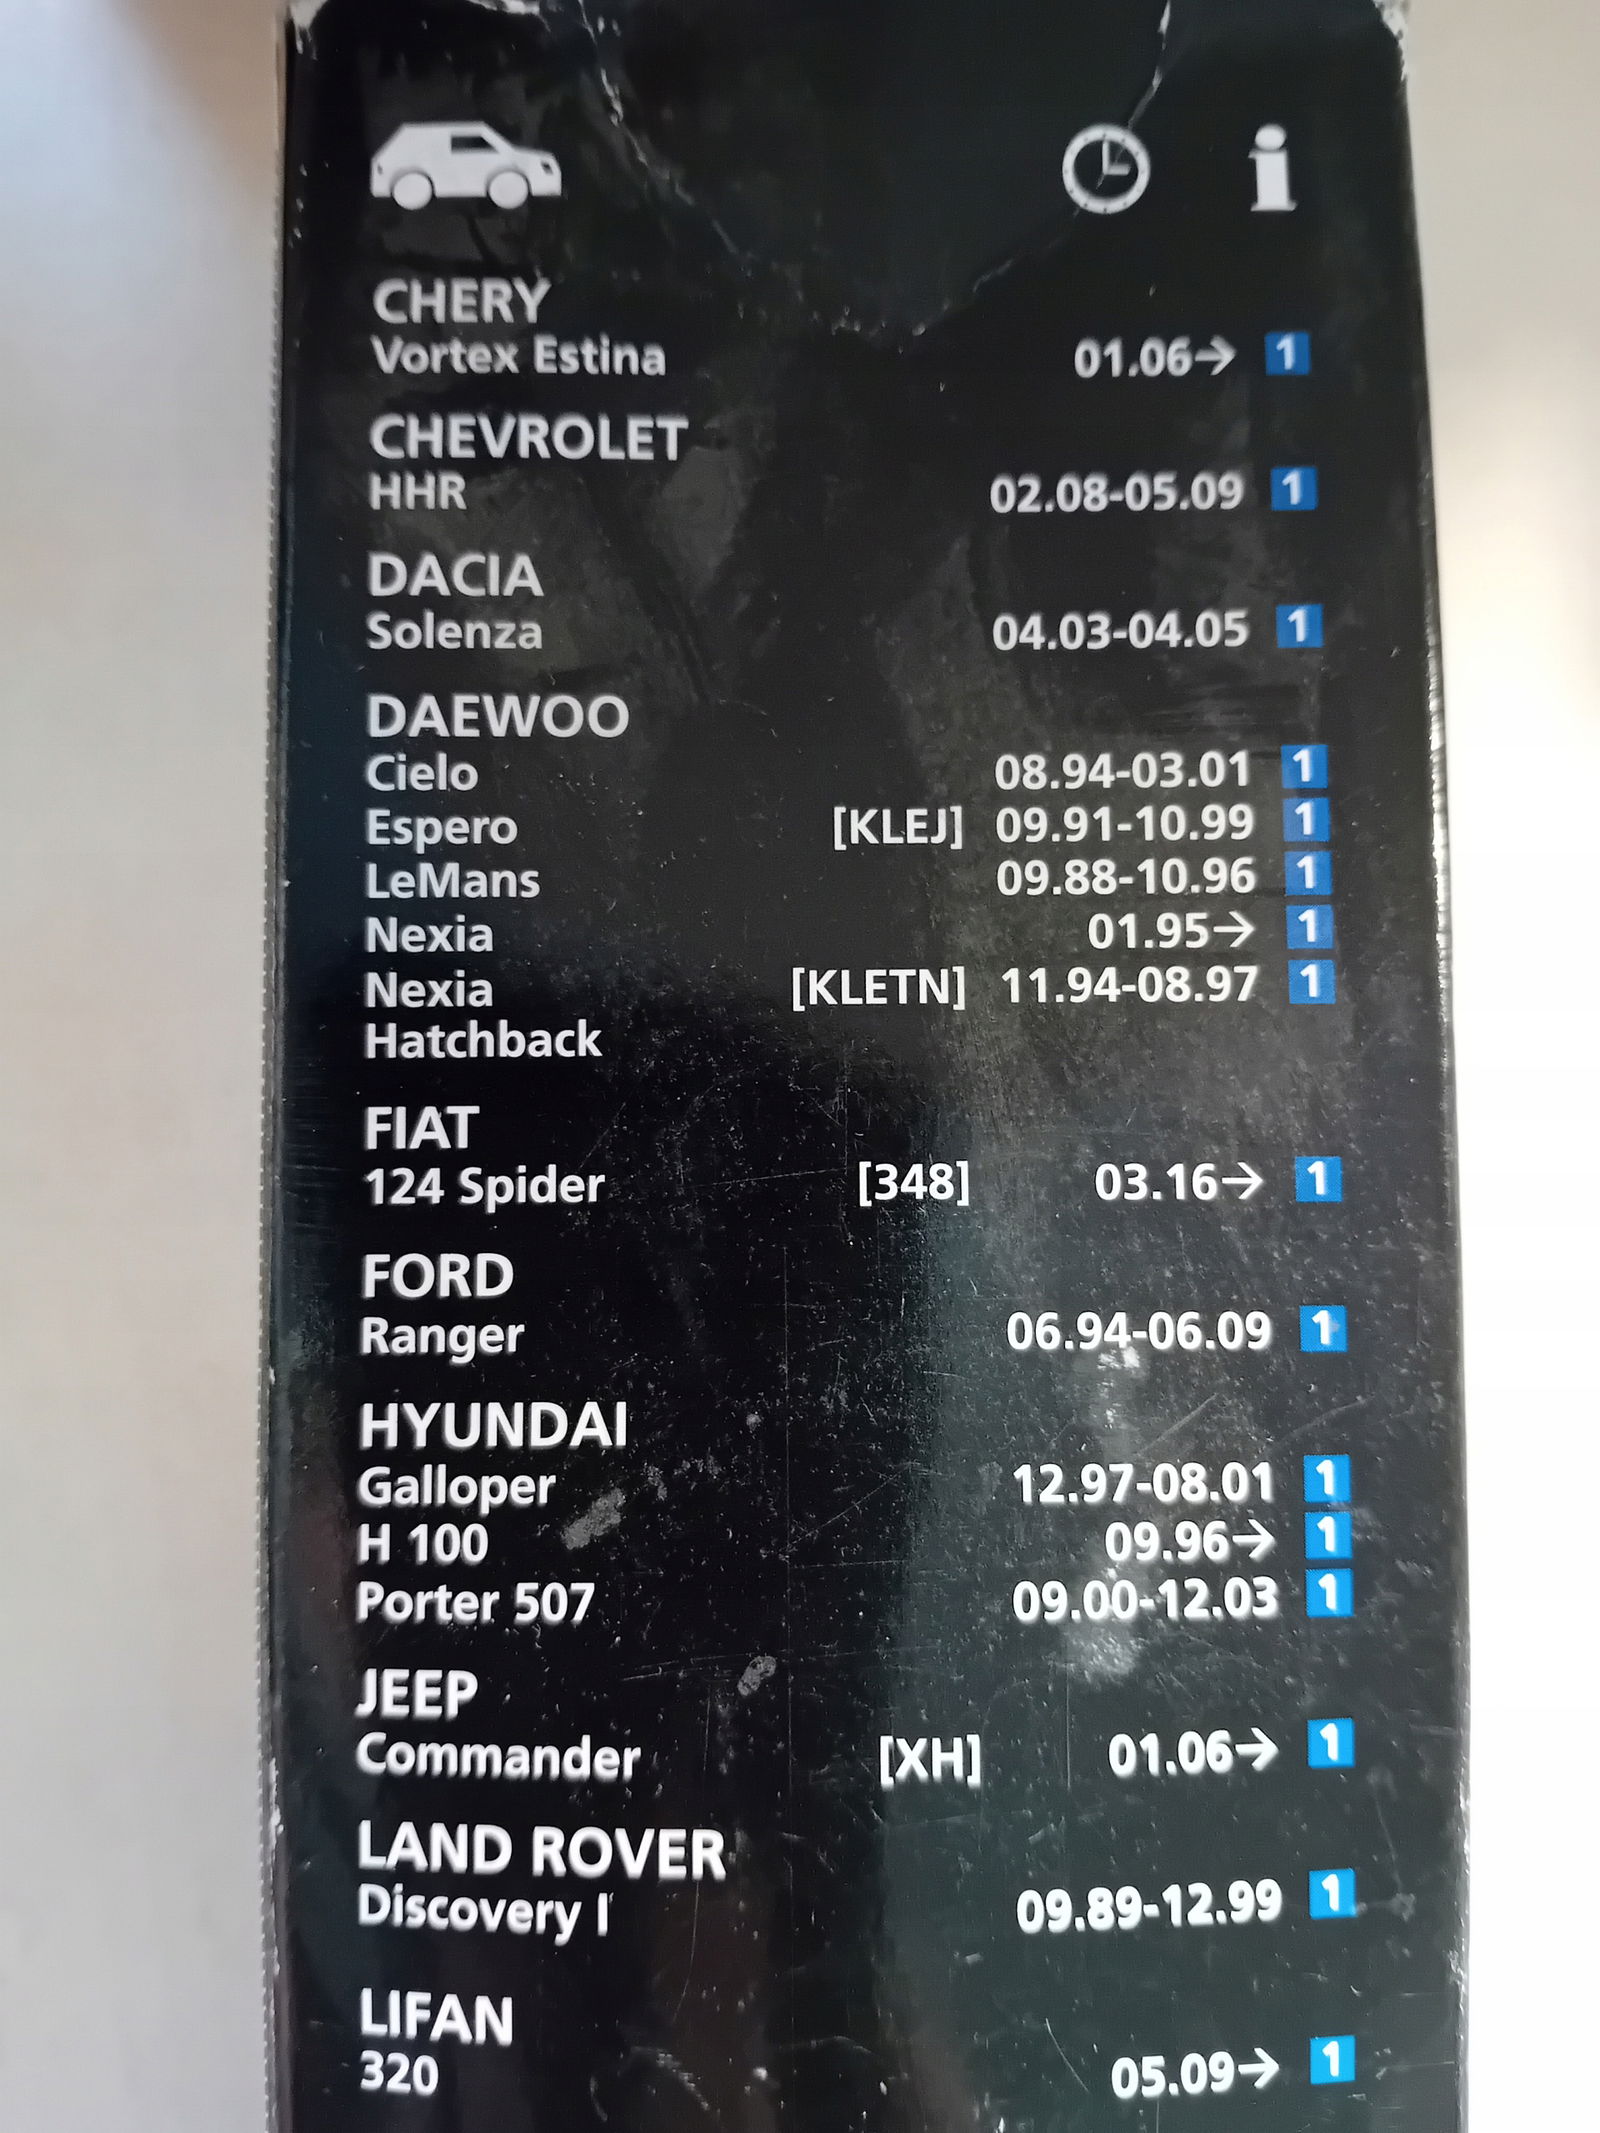 CHERY
Vortex Estina 01.06→ 1
CHEVROLET
HHR 02.08-05.09 1
DACIA
Solenza 04.03-04.05 1
DAEWOO
Cielo 08.94-03.01 1
Espero [KLEJ] 09.91-10.99 1
LeMans 09.88-10.96 1
Nexia 01.95→ 1
Nexia [KLETN] 11.94-08.97 1
Hatchback
FIAT
124 Spider [348] 03.16→ 1
FORD
Ranger 06.94-06.09 1
HYUNDAI
Galloper 12.97-08.01 1
H 100 09.96→ 1
Porter 507 09.00-12.03 1
JEEP
Commander [XH] 01.06→ 1
LAND ROVER
Discovery I 09.89-12.99 1
LIFAN
320 05.09→ 1